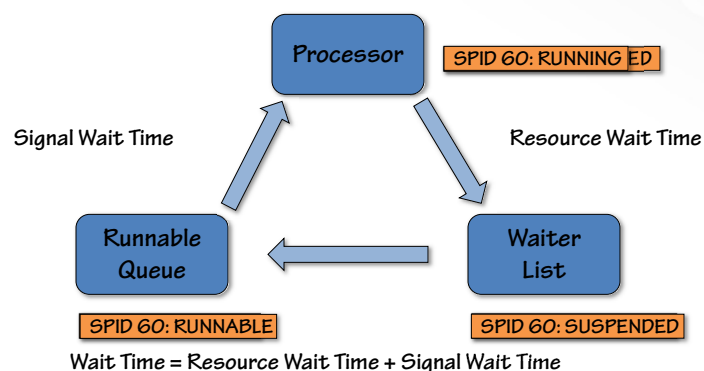 Processor
SPID 60: RUNNING ED
Signal Wait Time
Resource Wait Time
Runnable
Queue
Waiter
List
SPID 60: RUNNABLE
SPID 60: SUSPENDED
Wait Time = Resource Wait Time + Signal Wait Time